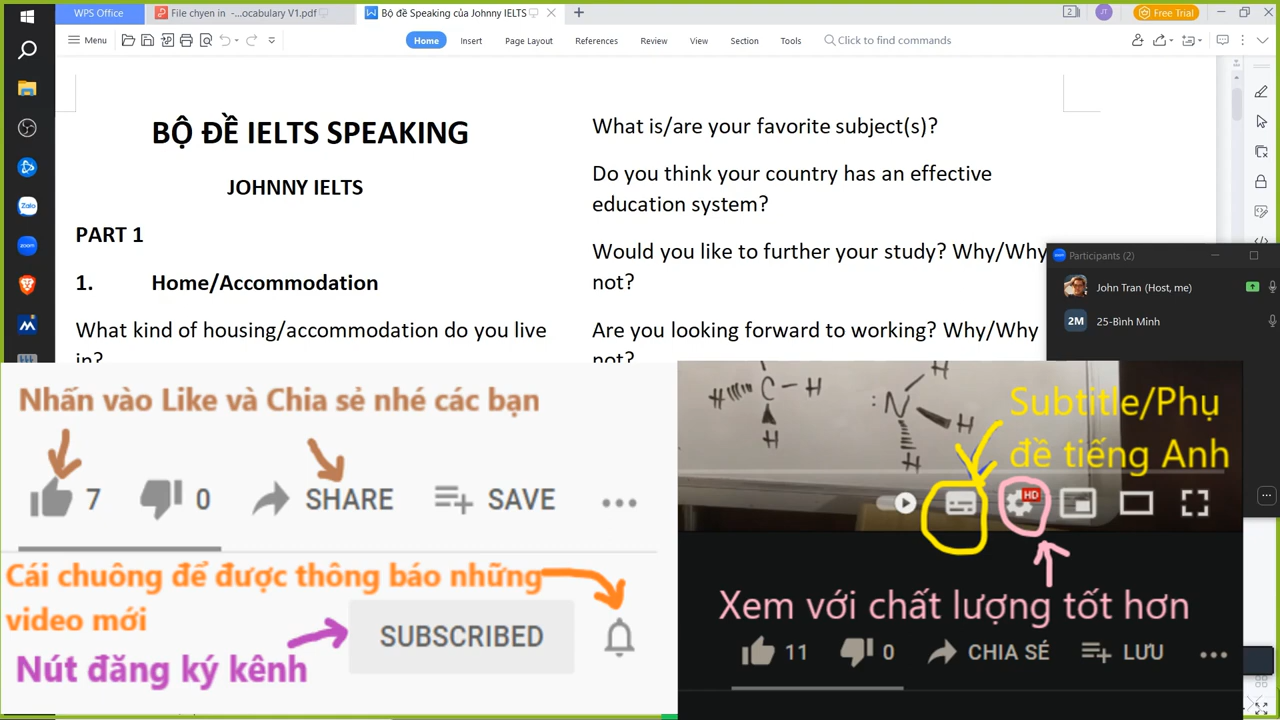 WPS Office
File chyen in -...ocabulary V1.pdf
Bộ đề Speaking của Johnny IELTS
2
JT
Free Trial
Menu
Home
Insert
Page Layout
References
Review
View
Section
Tools
Click to find commands
BỘ ĐỀ IELTS SPEAKING
JOHNNY IELTS
PART 1
1. Home/Accommodation
What kind of housing/accommodation do you live
in?
What is/are your favorite subject(s)?
Do you think your country has an effective
education system?
Would you like to further your study? Why/Why
not?
Are you looking forward to working? Why/Why
not?
Zalo
zoom
Participants (2)
John Tran (Host, me)
2M 25-Bình Minh
Nhấn vào Like và Chia sẻ nhé các bạn
7 0 SHARE SAVE
Cái chuông để được thông báo những
video mới
SUBSCRIBED
Nút đăng ký kênh
H C H
H
H
:N H
H
Subtitle/Phụ
đề tiếng Anh
HD
Xem với chất lượng tốt hơn
11 0 CHIA SẺ LƯU